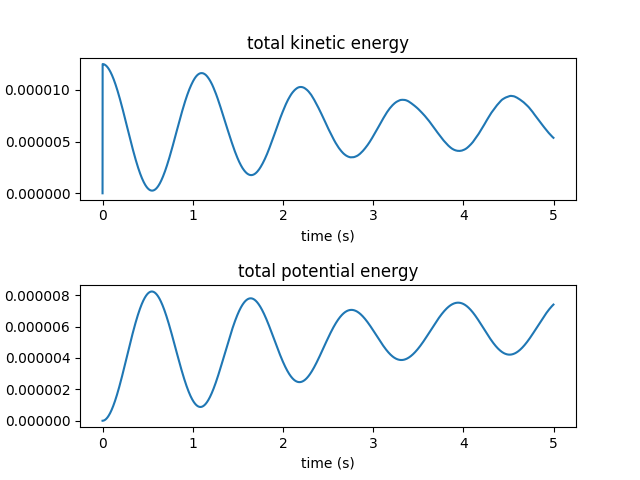 total kinetic energy
0.000010
0.000005
0.000000
0 1 2 3 4 5
time (s)
total potential energy
0.000008
0.000006
0.000004
0.000002
0.000000
0 1 2 3 4 5
time (s)